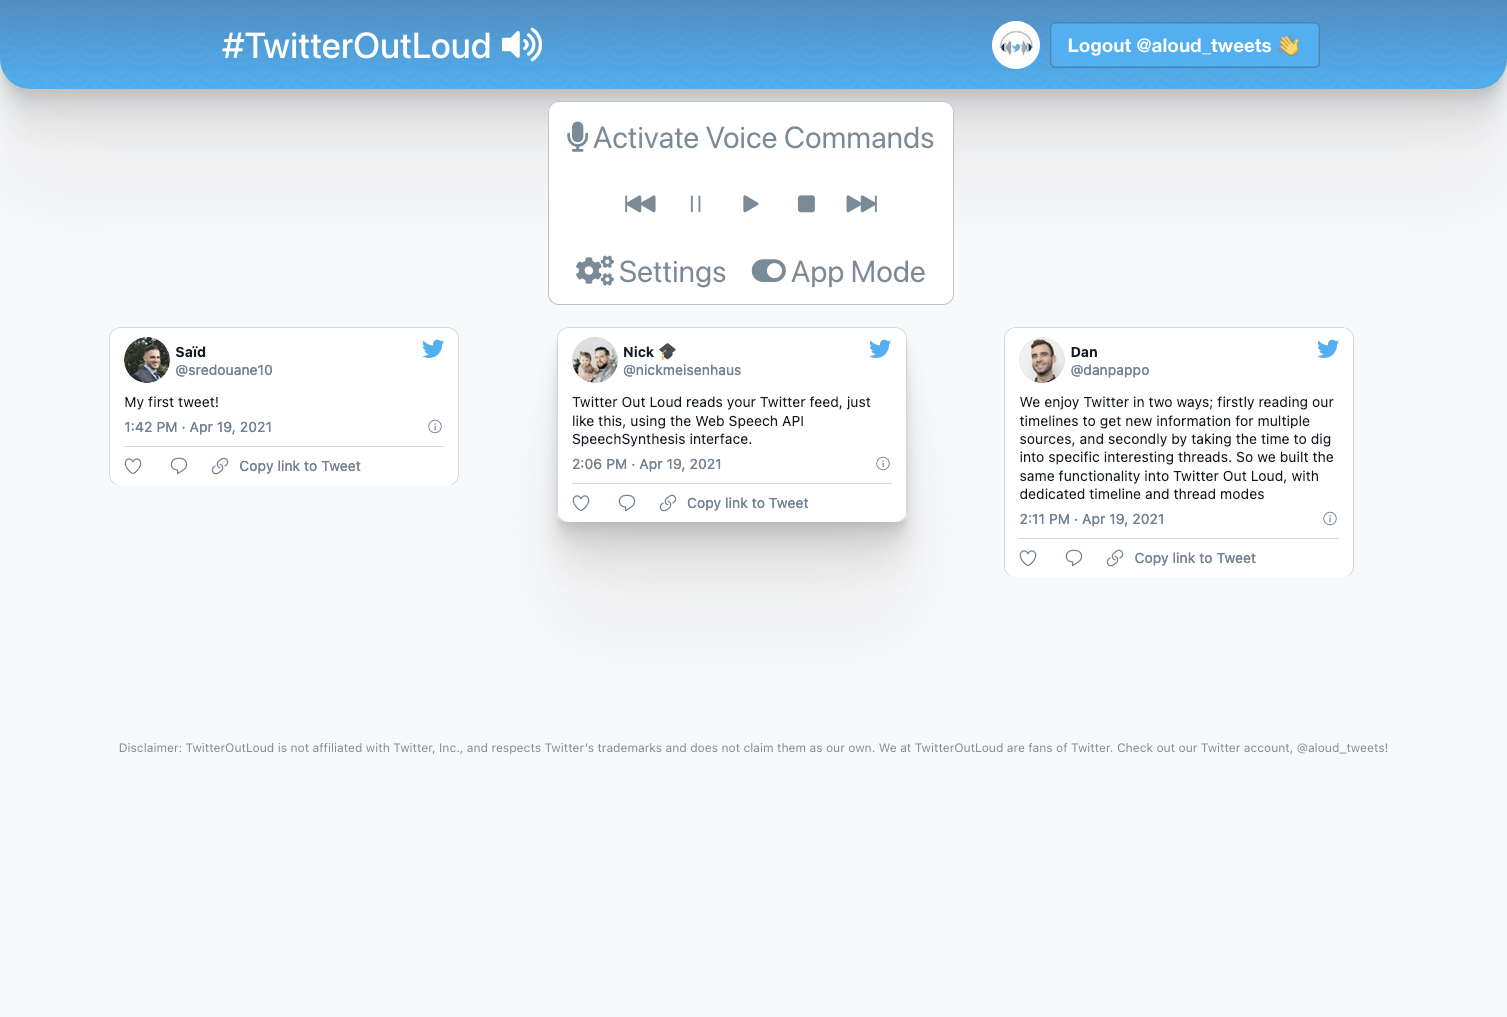 #TwitterOutLoud
Logout @aloud_tweets 👋
Activate Voice Commands
Settings
App Mode
Saïd
@sredouane10
My first tweet!
1:42 PM · Apr 19, 2021
Copy link to Tweet
Nick 🎓
@nickmeisenhaus
Twitter Out Loud reads your Twitter feed, just
like this, using the Web Speech API
SpeechSynthesis interface.
2:06 PM · Apr 19, 2021
Copy link to Tweet
Dan
@danpappo
We enjoy Twitter in two ways; firstly reading our
timelines to get new information for multiple
sources, and secondly by taking the time to dig
into specific interesting threads. So we built the
same functionality into Twitter Out Loud, with
dedicated timeline and thread modes
2:11 PM · Apr 19, 2021
Copy link to Tweet
Disclaimer: TwitterOutLoud is not affiliated with Twitter, Inc., and respects Twitter's trademarks and does not claim them as our own. We at TwitterOutLoud are fans of Twitter. Check out our Twitter account, @aloud_tweets!